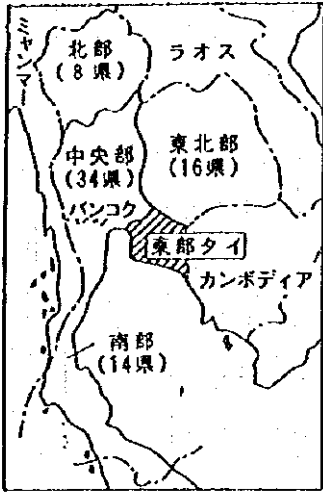 ミャンマー
北部
(8県)
ラオス
中央部
(34県)
東北部
(16県)
バンコク
東部タイ
カンボディア
南部
(14県)